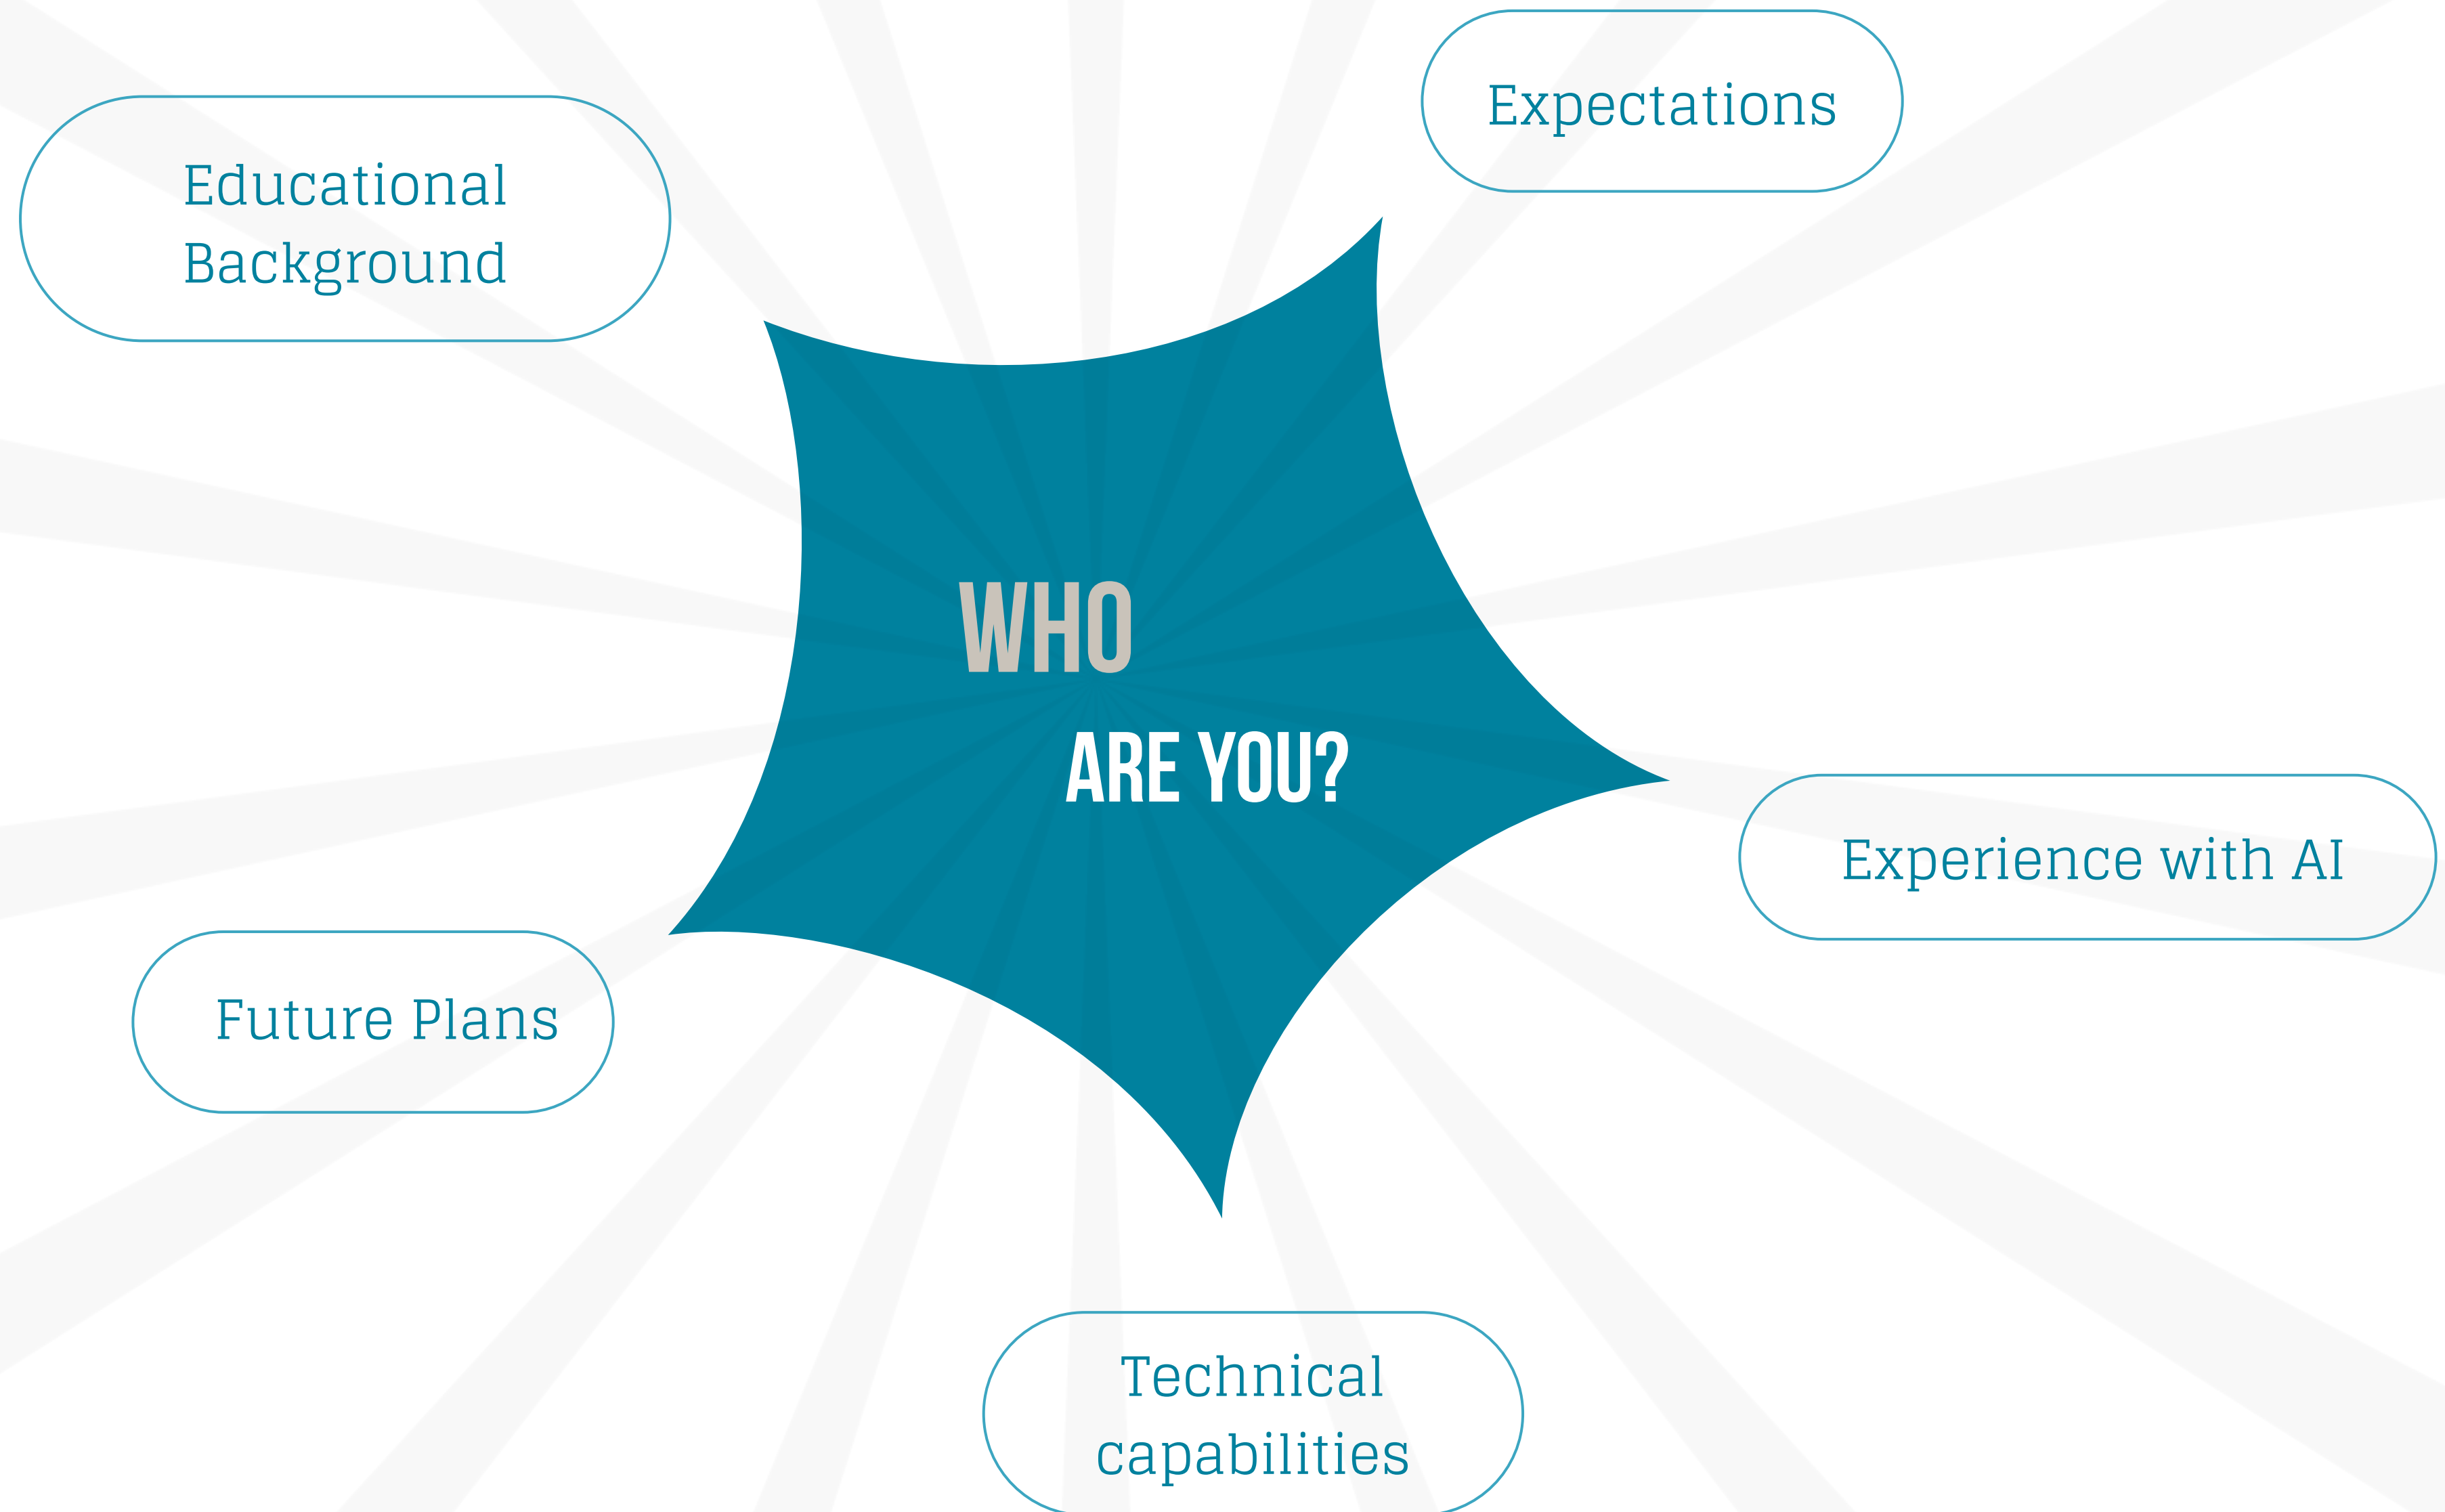 Expectations
Educational
Background
WHO
ARE YOU?
Experience with AI
Future Plans
Technical
capabilities